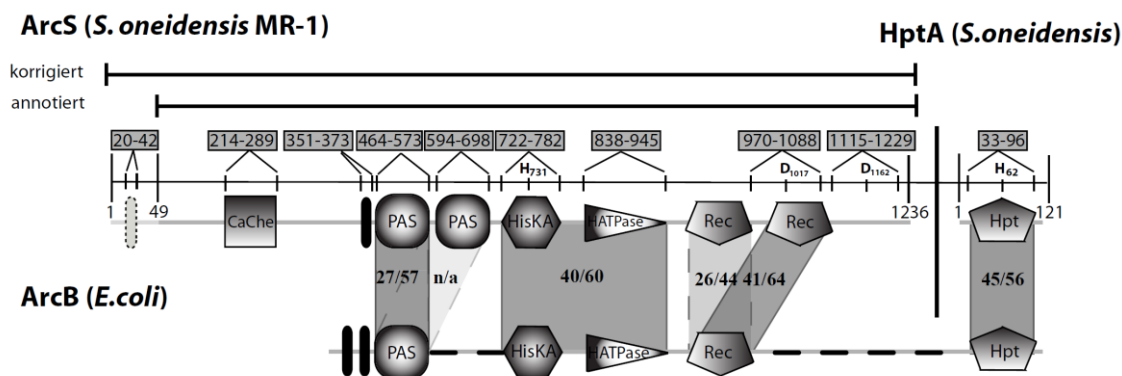 ArcS (S. oneidensis MR-1) HptA (S.oneidensis)
korrigiert
annotiert
20-42 214-289 351-373 464-573 594-698 722-782 838-945 970-1088 1115-1229 33-96
H731 D1017 D1162 H62
1 49 1236 1 121
CaChe PAS PAS HisKA HATPase Rec Rec Hpt
27/57 n/a 40/60 26/44 41/64 45/56
ArcB (E.coli)
PAS HisKA HATPase Rec Hpt